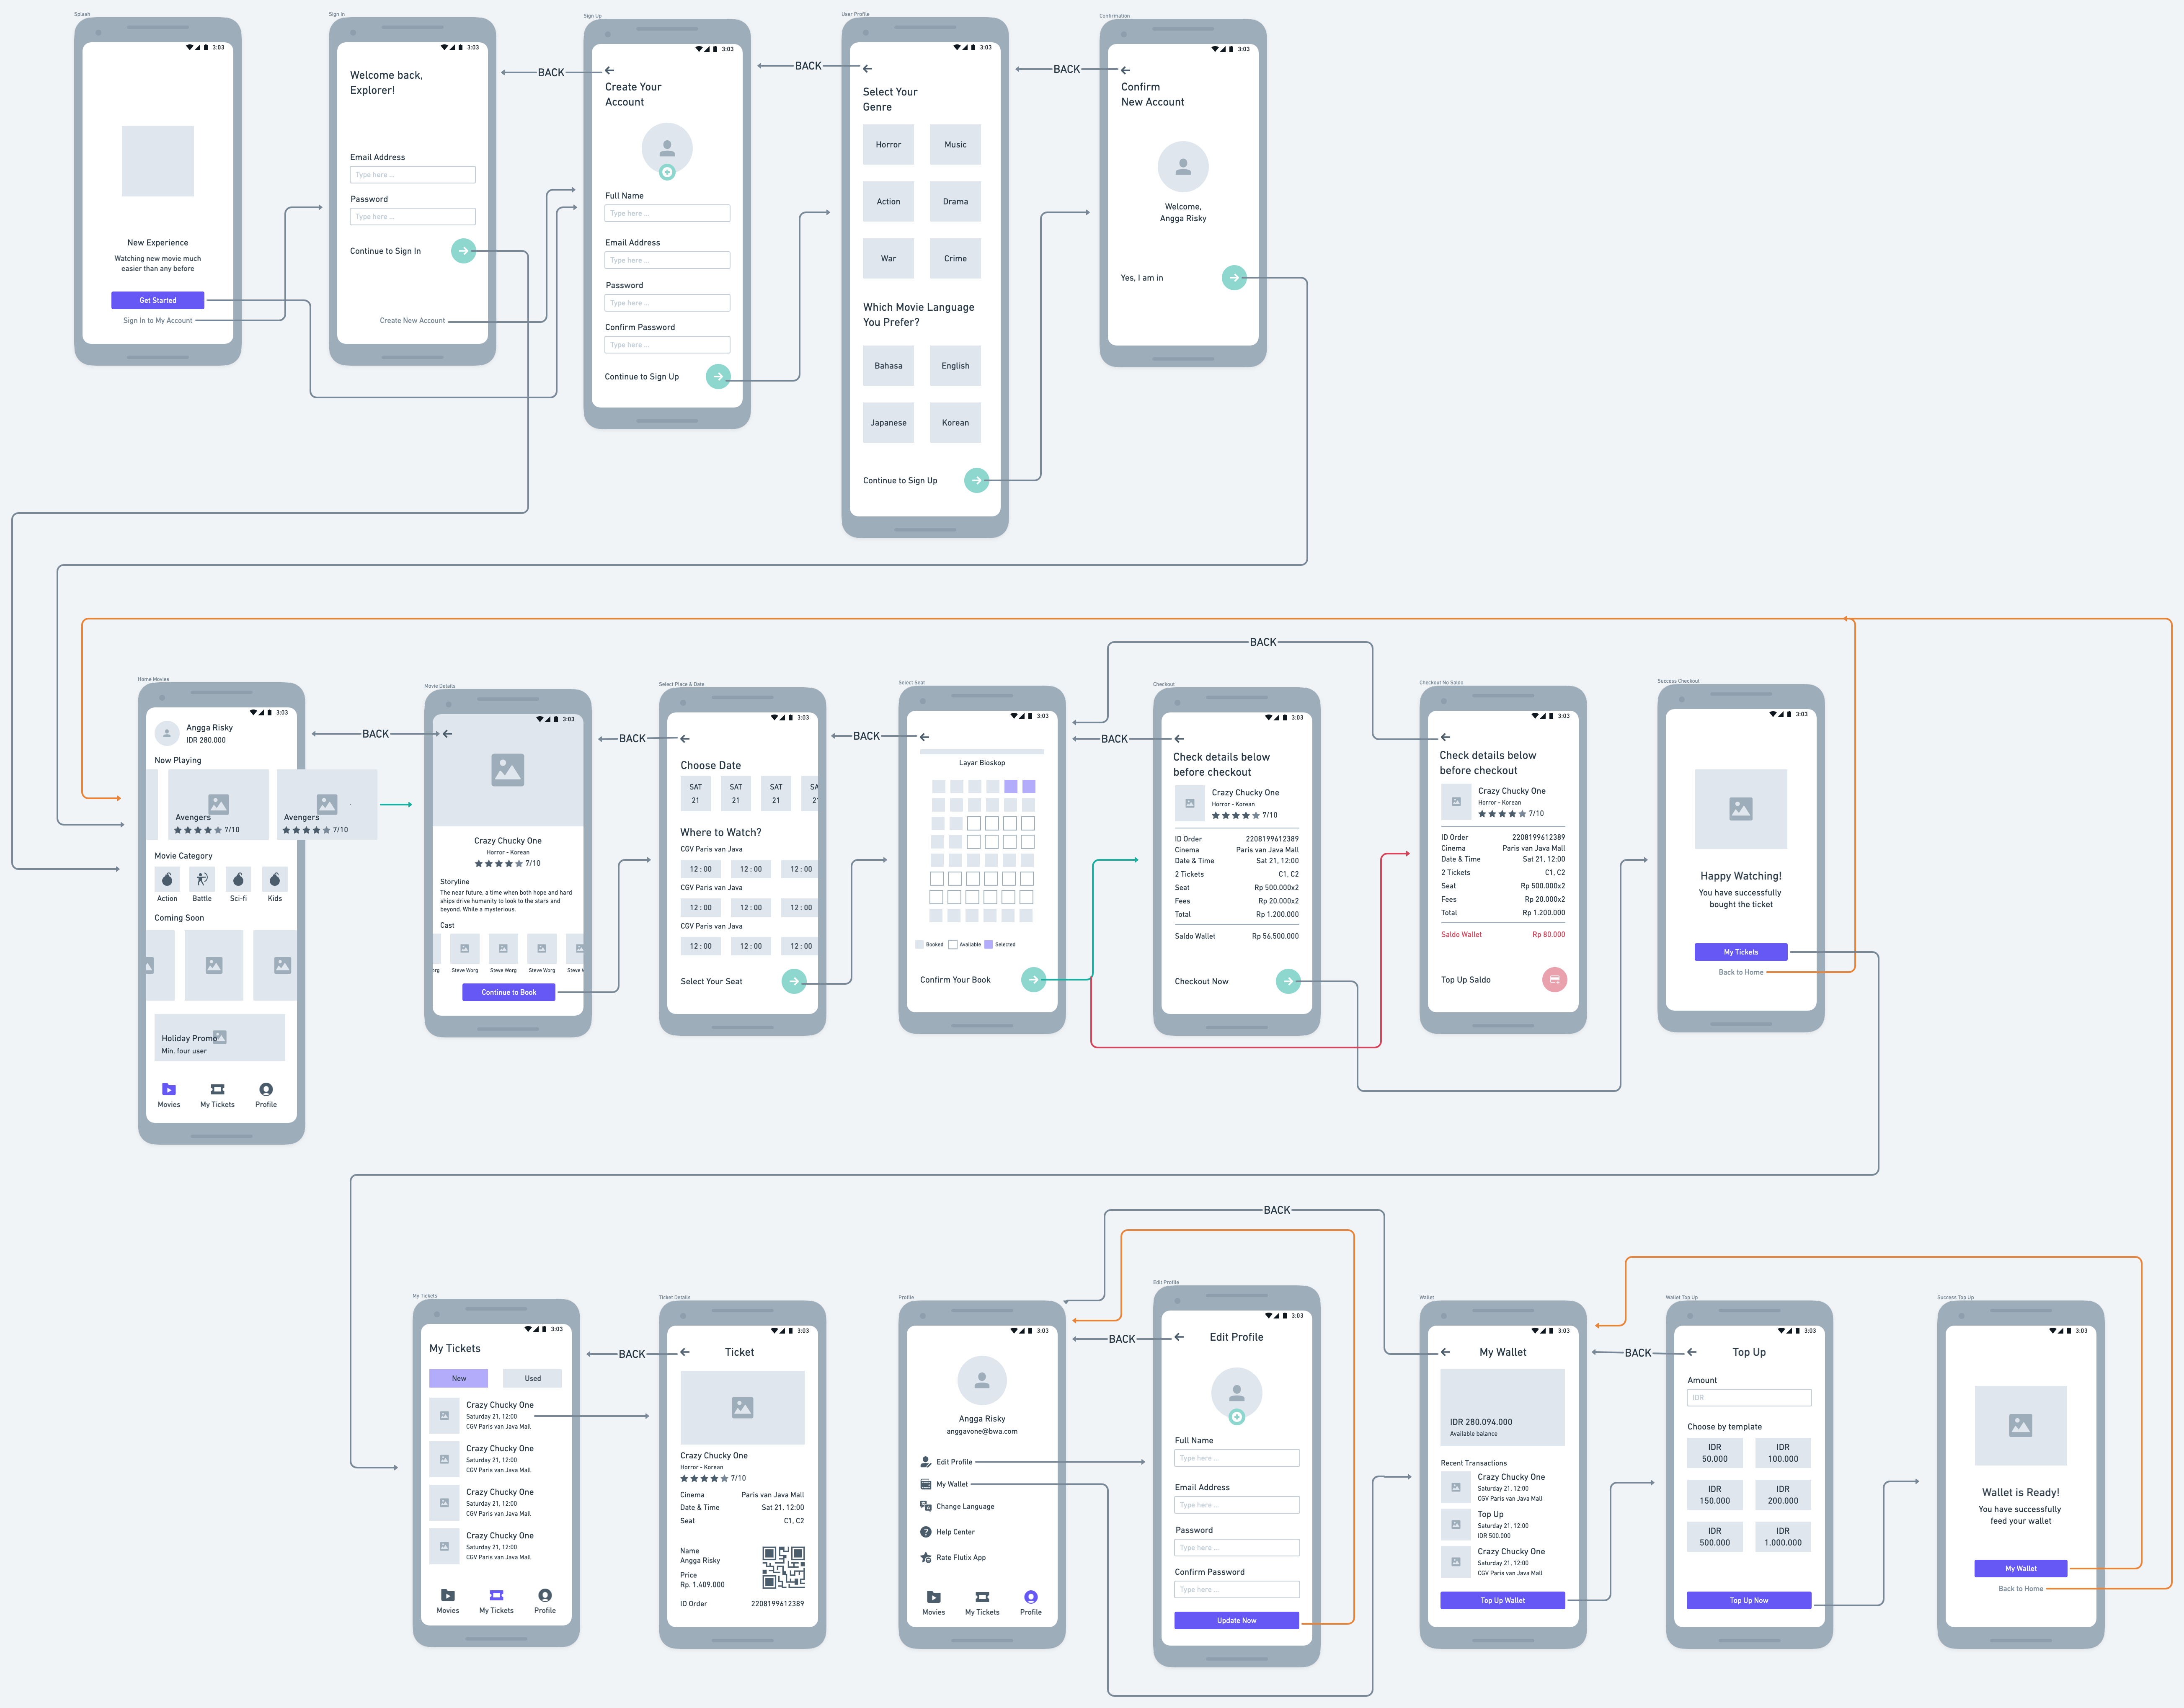 Splash
3:03
New Experience
Watching new movie much
easier than any before
Get Started
Sign In to My Account
Sign In
3:03
Welcome back,
Explorer!
Email Address
Type here ...
Password
Type here ...
Continue to Sign In
Create New Account
BACK
Sign Up
3:03
Create Your
Account
Full Name
Type here ...
Email Address
Type here ...
Password
Type here ...
Confirm Password
Type here ...
Continue to Sign Up
BACK
User Profile
3:03
Select Your
Genre
Horror
Music
Action
Drama
War
Crime
Which Movie Language
You Prefer?
Bahasa
English
Japanese
Korean
Continue to Sign Up
BACK
Confirmation
3:03
Confirm
New Account
Welcome,
Angga Risky
Yes, I am in
Home Movies
3:03
Angga Risky
IDR 280.000
Now Playing
Avengers
7/10
Avengers
7/10
Movie Category
Action
Battle
Sci-fi
Kids
Coming Soon
Holiday Promo
Min. four user
Movies
My Tickets
Profile
BACK
Movie Details
3:03
Crazy Chucky One
Horror - Korean
7/10
Storyline
The near future, a time when both hope and hard
ships drive humanity to look to the stars and
beyond. While a mysterious.
Cast
org
Steve Worg
Steve Worg
Steve Worg
Steve W
Continue to Book
BACK
Select Place & Date
3:03
Choose Date
SAT
21
SAT
21
SAT
21
SA
21
Where to Watch?
CGV Paris van Java
12 : 00
12 : 00
12 : 00
CGV Paris van Java
12 : 00
12 : 00
12 : 00
CGV Paris van Java
12 : 00
12 : 00
12 : 00
Select Your Seat
BACK
Select Seat
3:03
Layar Bioskop
Booked
Available
Selected
Confirm Your Book
BACK
BACK
Checkout
3:03
Check details below
before checkout
Crazy Chucky One
Horror - Korean
7/10
ID Order 2208199612389
Cinema Paris van Java Mall
Date & Time Sat 21, 12:00
2 Tickets C1, C2
Seat Rp 500.000x2
Fees Rp 20.000x2
Total Rp 1.200.000
Saldo Wallet Rp 56.500.000
Checkout Now
Checkout No Saldo
3:03
Check details below
before checkout
Crazy Chucky One
Horror - Korean
7/10
ID Order 2208199612389
Cinema Paris van Java Mall
Date & Time Sat 21, 12:00
2 Tickets C1, C2
Seat Rp 500.000x2
Fees Rp 20.000x2
Total Rp 1.200.000
Saldo Wallet Rp 80.000
Top Up Saldo
Success Checkout
3:03
Happy Watching!
You have successfully
bought the ticket
My Tickets
Back to Home
My Tickets
3:03
My Tickets
New
Used
Crazy Chucky One
Saturday 21, 12:00
CGV Paris van Java Mall
Crazy Chucky One
Saturday 21, 12:00
CGV Paris van Java Mall
Crazy Chucky One
Saturday 21, 12:00
CGV Paris van Java Mall
Crazy Chucky One
Saturday 21, 12:00
CGV Paris van Java Mall
Movies
My Tickets
Profile
BACK
Ticket Details
3:03
Ticket
Crazy Chucky One
Horror - Korean
7/10
Cinema Paris van Java Mall
Date & Time Sat 21, 12:00
Seat C1, C2
Name
Angga Risky
Price
Rp. 1.409.000
ID Order 2208199612389
Profile
3:03
Angga Risky
anggavone@bwa.com
Edit Profile
My Wallet
Change Language
Help Center
Rate Flutix App
Movies
My Tickets
Profile
BACK
BACK
Edit Profile
3:03
Edit Profile
Full Name
Type here ...
Email Address
Type here ...
Password
Type here ...
Confirm Password
Type here ...
Update Now
Wallet
3:03
My Wallet
IDR 280.094.000
Available balance
Recent Transactions
Crazy Chucky One
Saturday 21, 12:00
CGV Paris van Java Mall
Top Up
Saturday 21, 12:00
IDR 500.000
Crazy Chucky One
Saturday 21, 12:00
CGV Paris van Java Mall
Top Up Wallet
BACK
Wallet Top Up
3:03
Top Up
Amount
IDR
Choose by template
IDR
50.000
IDR
100.000
IDR
150.000
IDR
200.000
IDR
500.000
IDR
1.000.000
Top Up Now
Success Top Up
3:03
Wallet is Ready!
You have successfully
feed your wallet
My Wallet
Back to Home